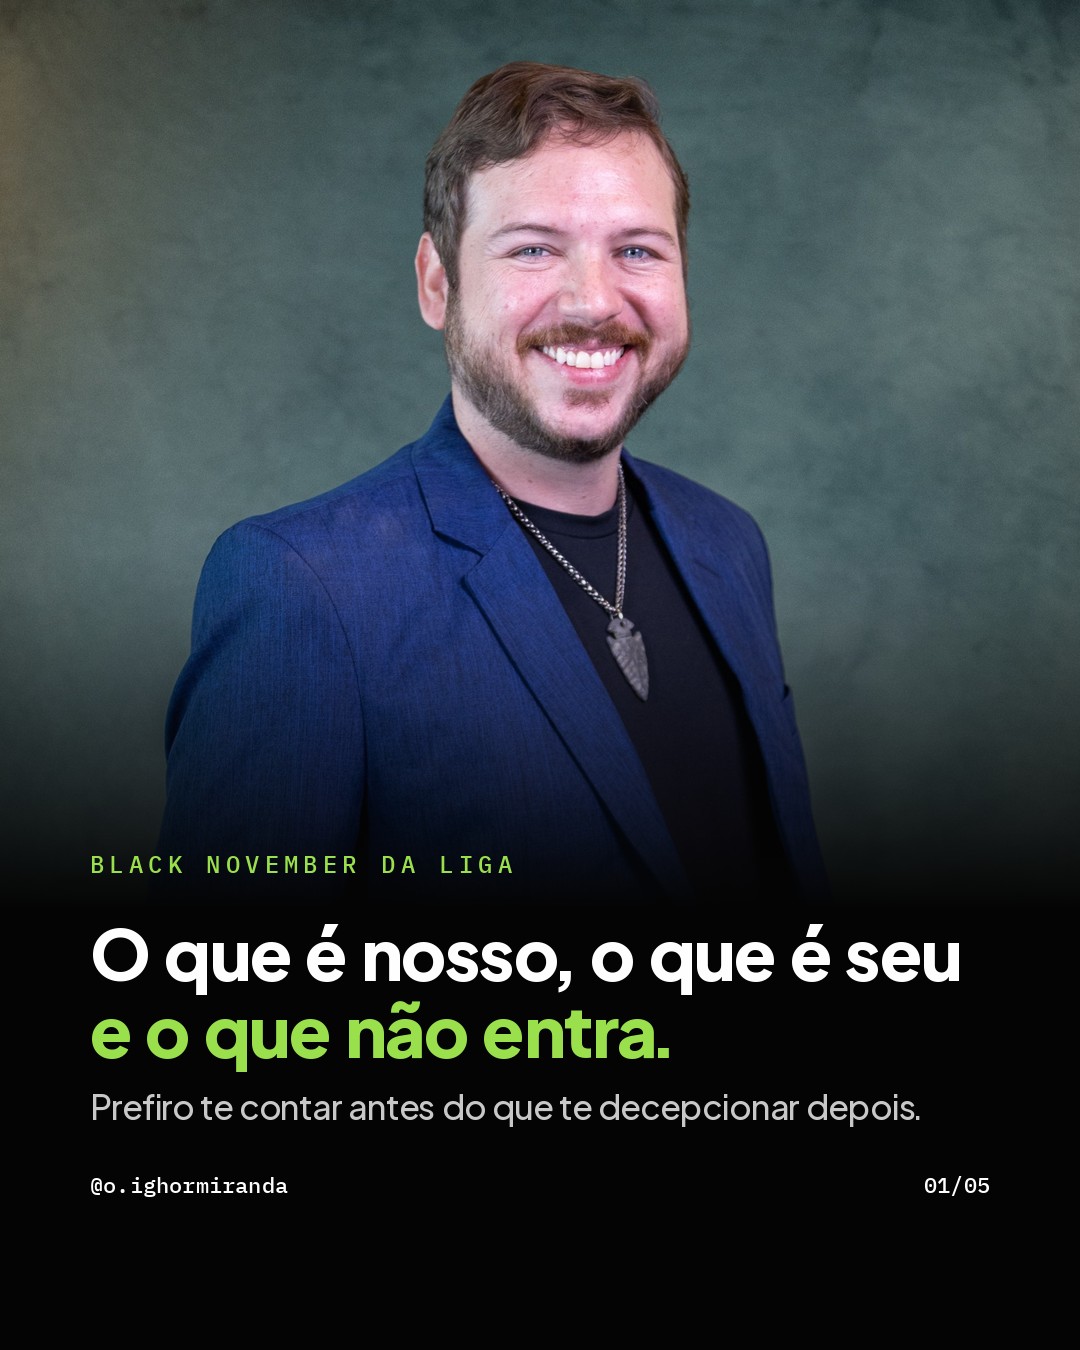 BLACK NOVEMBER DA LIGA
O que é nosso, o que é seu
e o que não entra.
Prefiro te contar antes do que te decepcionar depois.
@o.ighormiranda
01/05